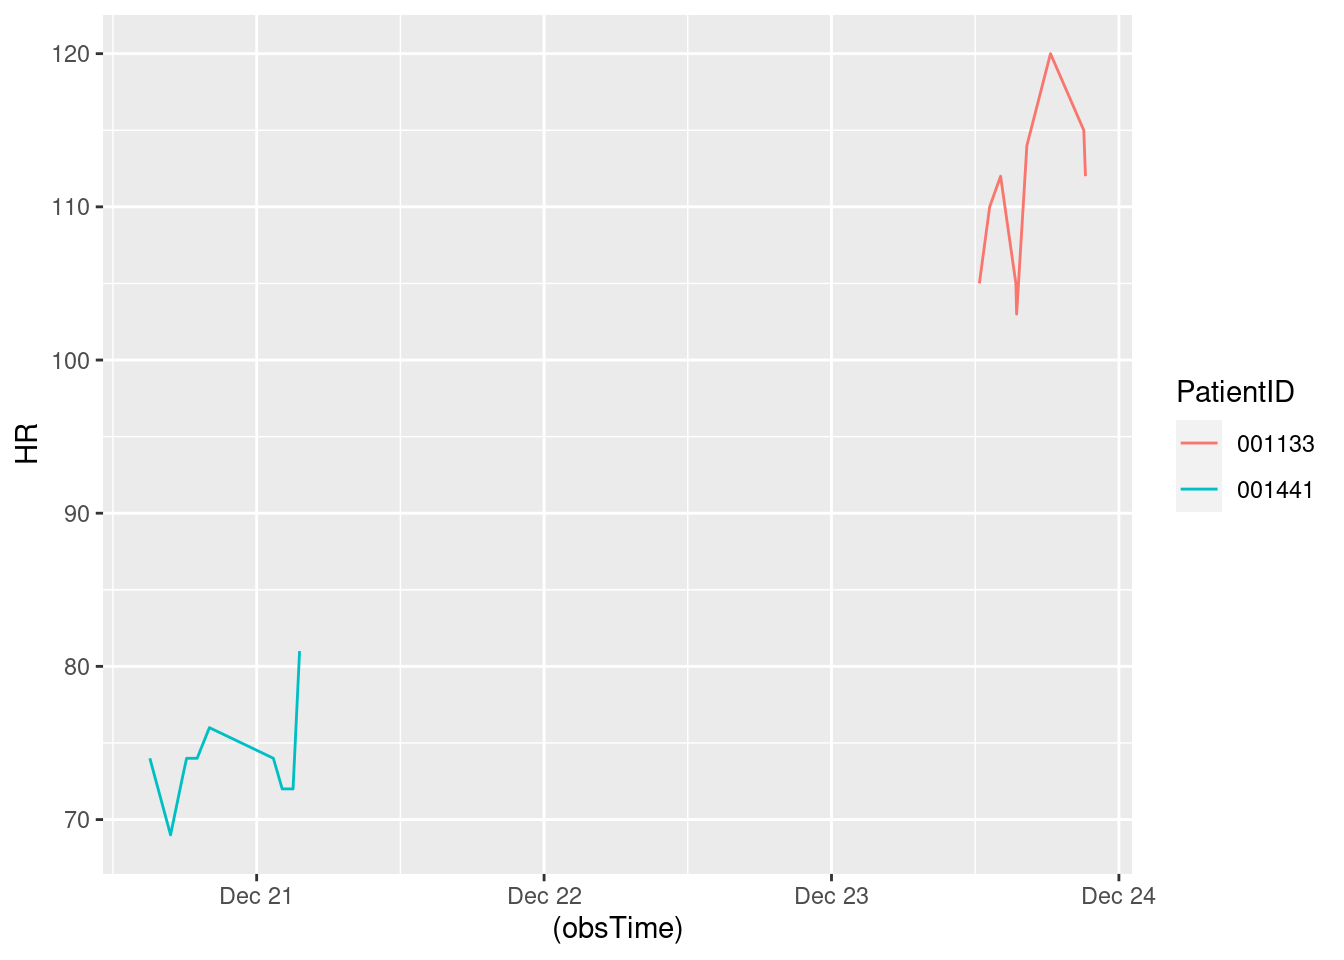 120
110
100
90
80
70
HR
Dec 21
Dec 22
Dec 23
Dec 24
(obsTime)
PatientID
001133
001441